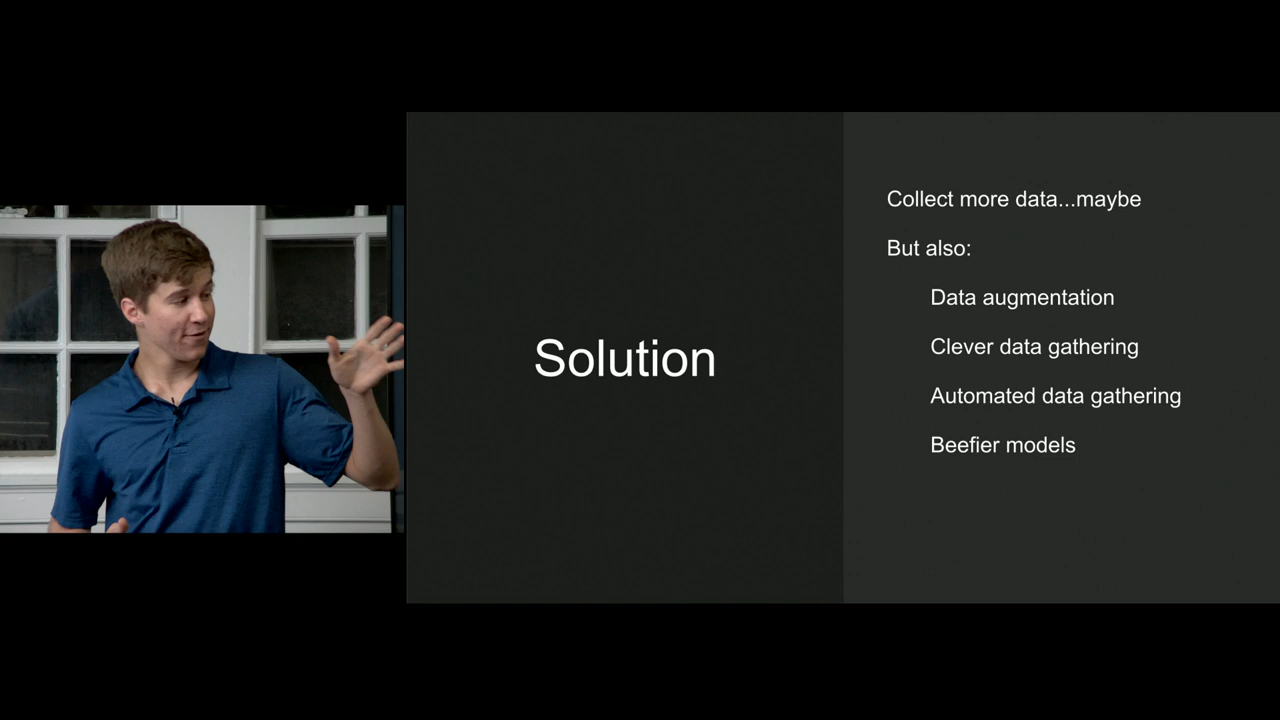 Solution
Collect more data...maybe
But also:
Data augmentation
Clever data gathering
Automated data gathering
Beefier models